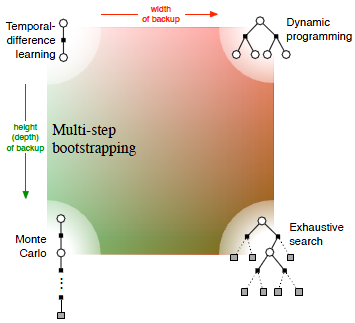 Temporal-
difference
learning
width
of backup
Dynamic
programming
height
(depth)
of backup
Multi-step
bootstrapping
Monte
Carlo
Exhaustive
search